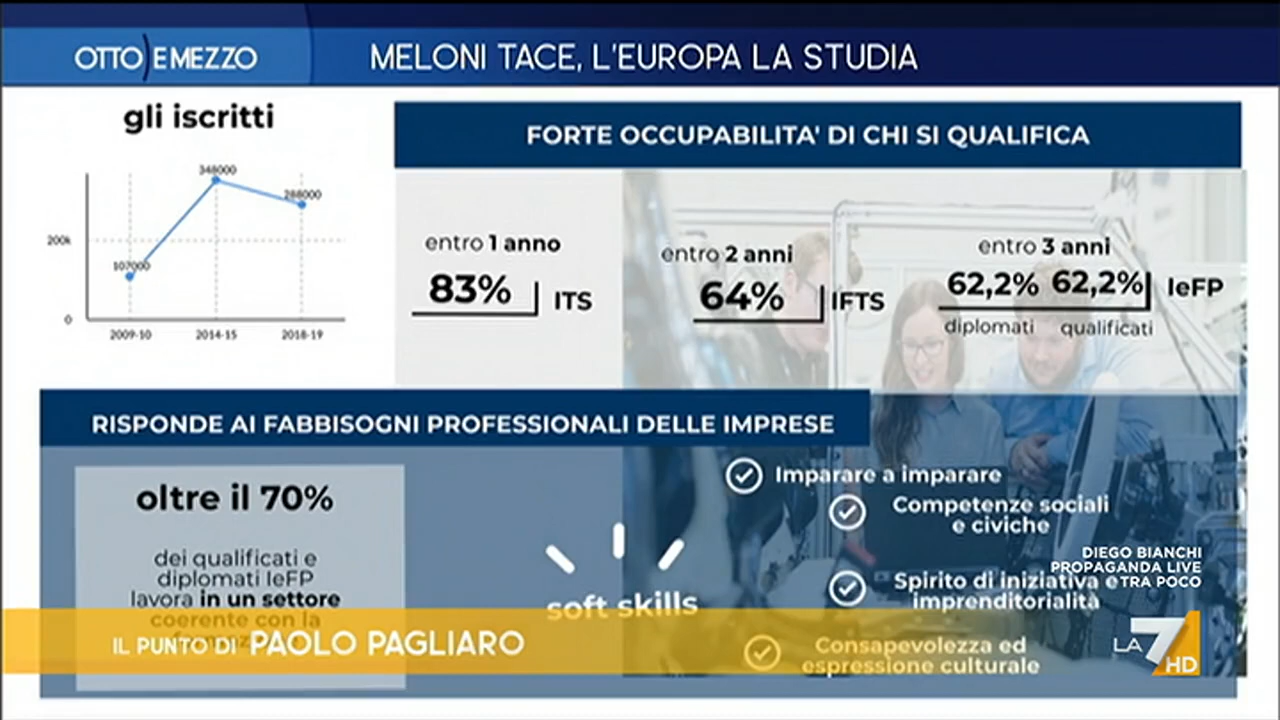 OTTO E MEZZO
MELONI TACE, L'EUROPA LA STUDIA
gli iscritti
348000
288000
200k
107000
0
2009-10
2014-15
2018-19
FORTE OCCUPABILITA' DI CHI SI QUALIFICA
entro 1 anno
83%
ITS
entro 2 anni
64%
IFTS
entro 3 anni
62,2% 62,2%
IeFP
diplomati
qualificati
RISPONDE AI FABBISOGNI PROFESSIONALI DELLE IMPRESE
oltre il 70%
dei qualificati e
diplomati IeFP
lavora in un settore
coerente con la
soft skills
Imparare a imparare
Competenze sociali
e civiche
Spirito di iniziativa e
imprenditorialità
Consapevolezza ed
espressione culturale
DIEGO BIANCHI
PROPAGANDA LIVE
TRA POCO
IL PUNTO DI PAOLO PAGLIARO
LA 7 HD